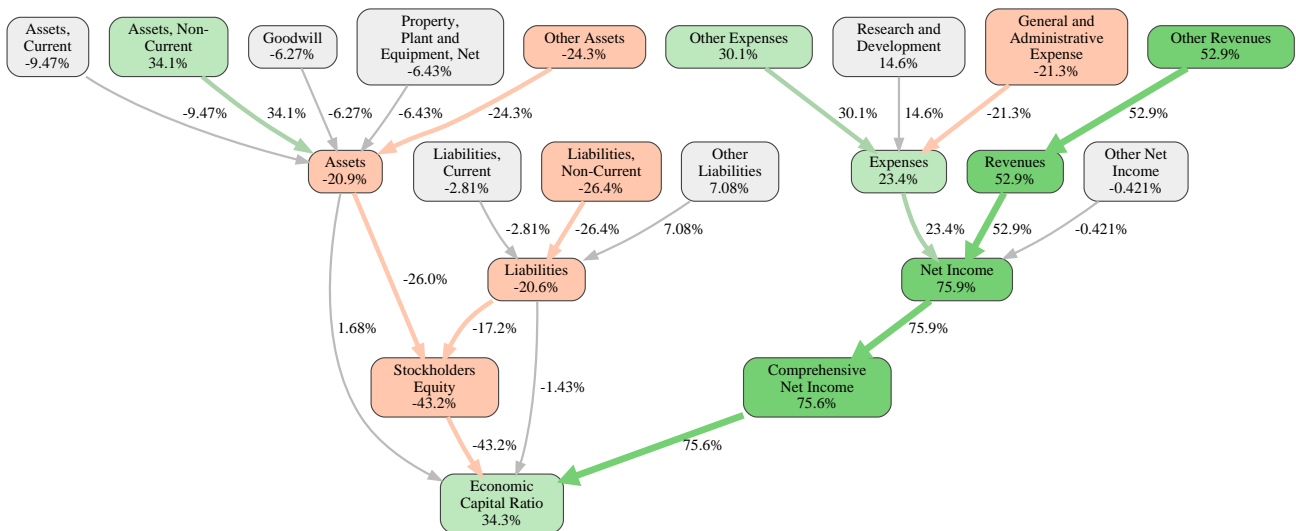 Assets,
Current
-9.47%
Assets, Non-
Current
34.1%
Goodwill
-6.27%
Property,
Plant and
Equipment, Net
-6.43%
Other Assets
-24.3%
Other Expenses
30.1%
Research and
Development
14.6%
General and
Administrative
Expense
-21.3%
Other Revenues
52.9%
-9.47%
34.1%
-6.27%
-6.43%
-24.3%
30.1%
14.6%
-21.3%
52.9%
Assets
-20.9%
Liabilities,
Current
-2.81%
Liabilities,
Non-Current
-26.4%
Other
Liabilities
7.08%
Expenses
23.4%
Revenues
52.9%
Other Net
Income
-0.421%
-2.81%
-26.4%
7.08%
23.4%
52.9%
-0.421%
Liabilities
-20.6%
Net Income
75.9%
-26.0%
1.68%
-17.2%
75.9%
Stockholders
Equity
-43.2%
-1.43%
Comprehensive
Net Income
75.6%
-43.2%
75.6%
Economic
Capital Ratio
34.3%